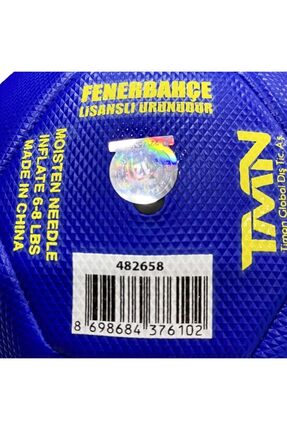 FENERBAHÇE
LİSANSLI ÜRÜNÜDÜR
MOISTEN NEEDLE
INFLATE 6-8 LBS
MADE IN CHINA
TMN
Timon Global Dış Tic. A.Ş.
482658
8 698684 376102